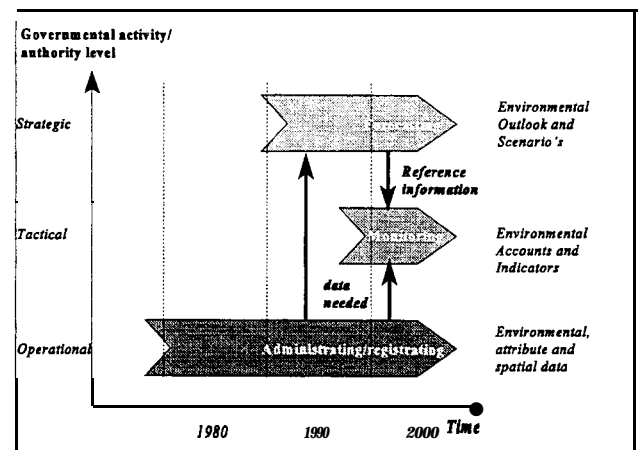 Governmental activity/
authority level
Strategic
Environmental
Outlook and
Scenario's
Reference
information
Tactical
Monitoring
Environmental
Accounts and
Indicators
data
needed
Operational
Administrating/registrating
Environmental,
attribute and
spatial data
1980
1990
2000
Time